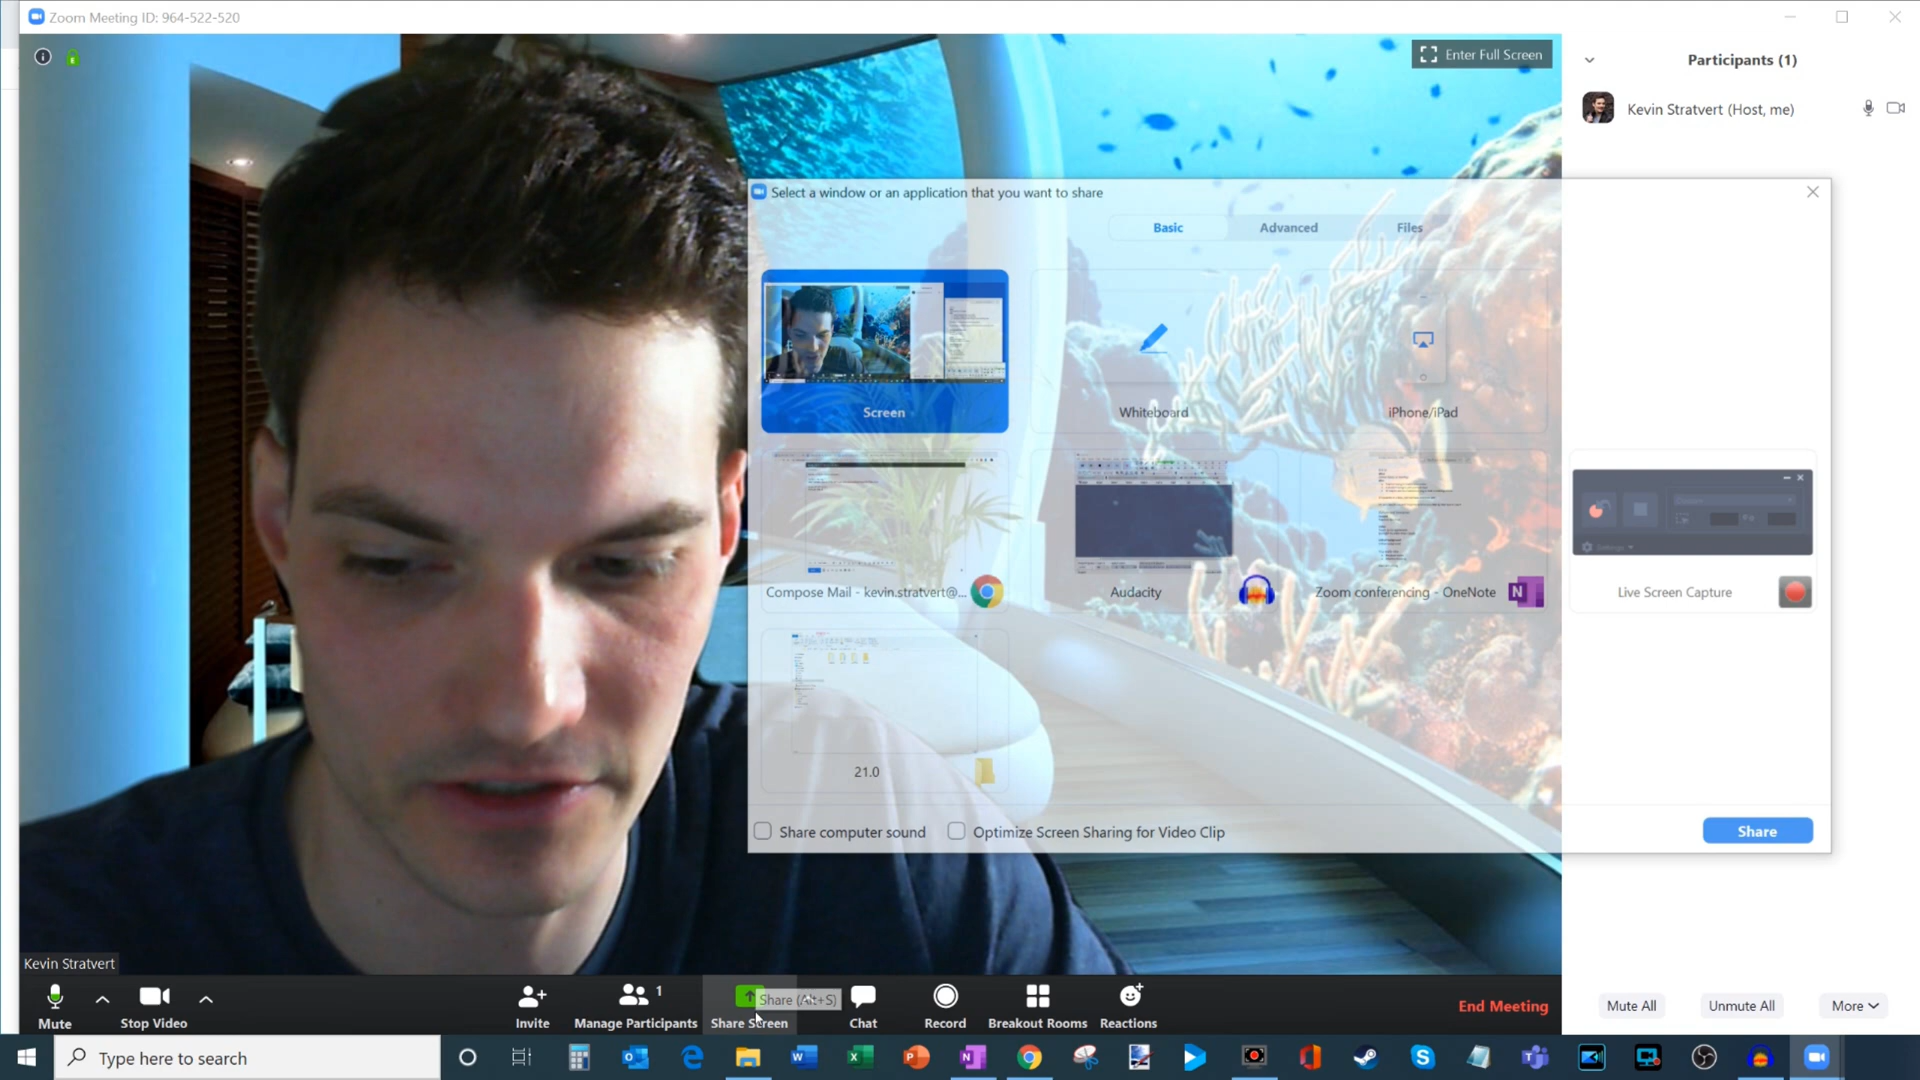 Zoom Meeting ID: 964-522-520
Enter Full Screen
Participants (1)
Kevin Stratvert (Host, me)
Select a window or an application that you want to share
Basic
Advanced
Files
Screen
Whiteboard
iPhone/iPad
Compose Mail - kevin.stratvert@...
Audacity
Zoom conferencing - OneNote
Live Screen Capture
21.0
Share computer sound
Optimize Screen Sharing for Video Clip
Share
Kevin Stratvert
Mute
Stop Video
Invite
1
Manage Participants
Share (Alt+S)
Share Screen
Chat
Record
Breakout Rooms
Reactions
End Meeting
Mute All
Unmute All
More
Type here to search